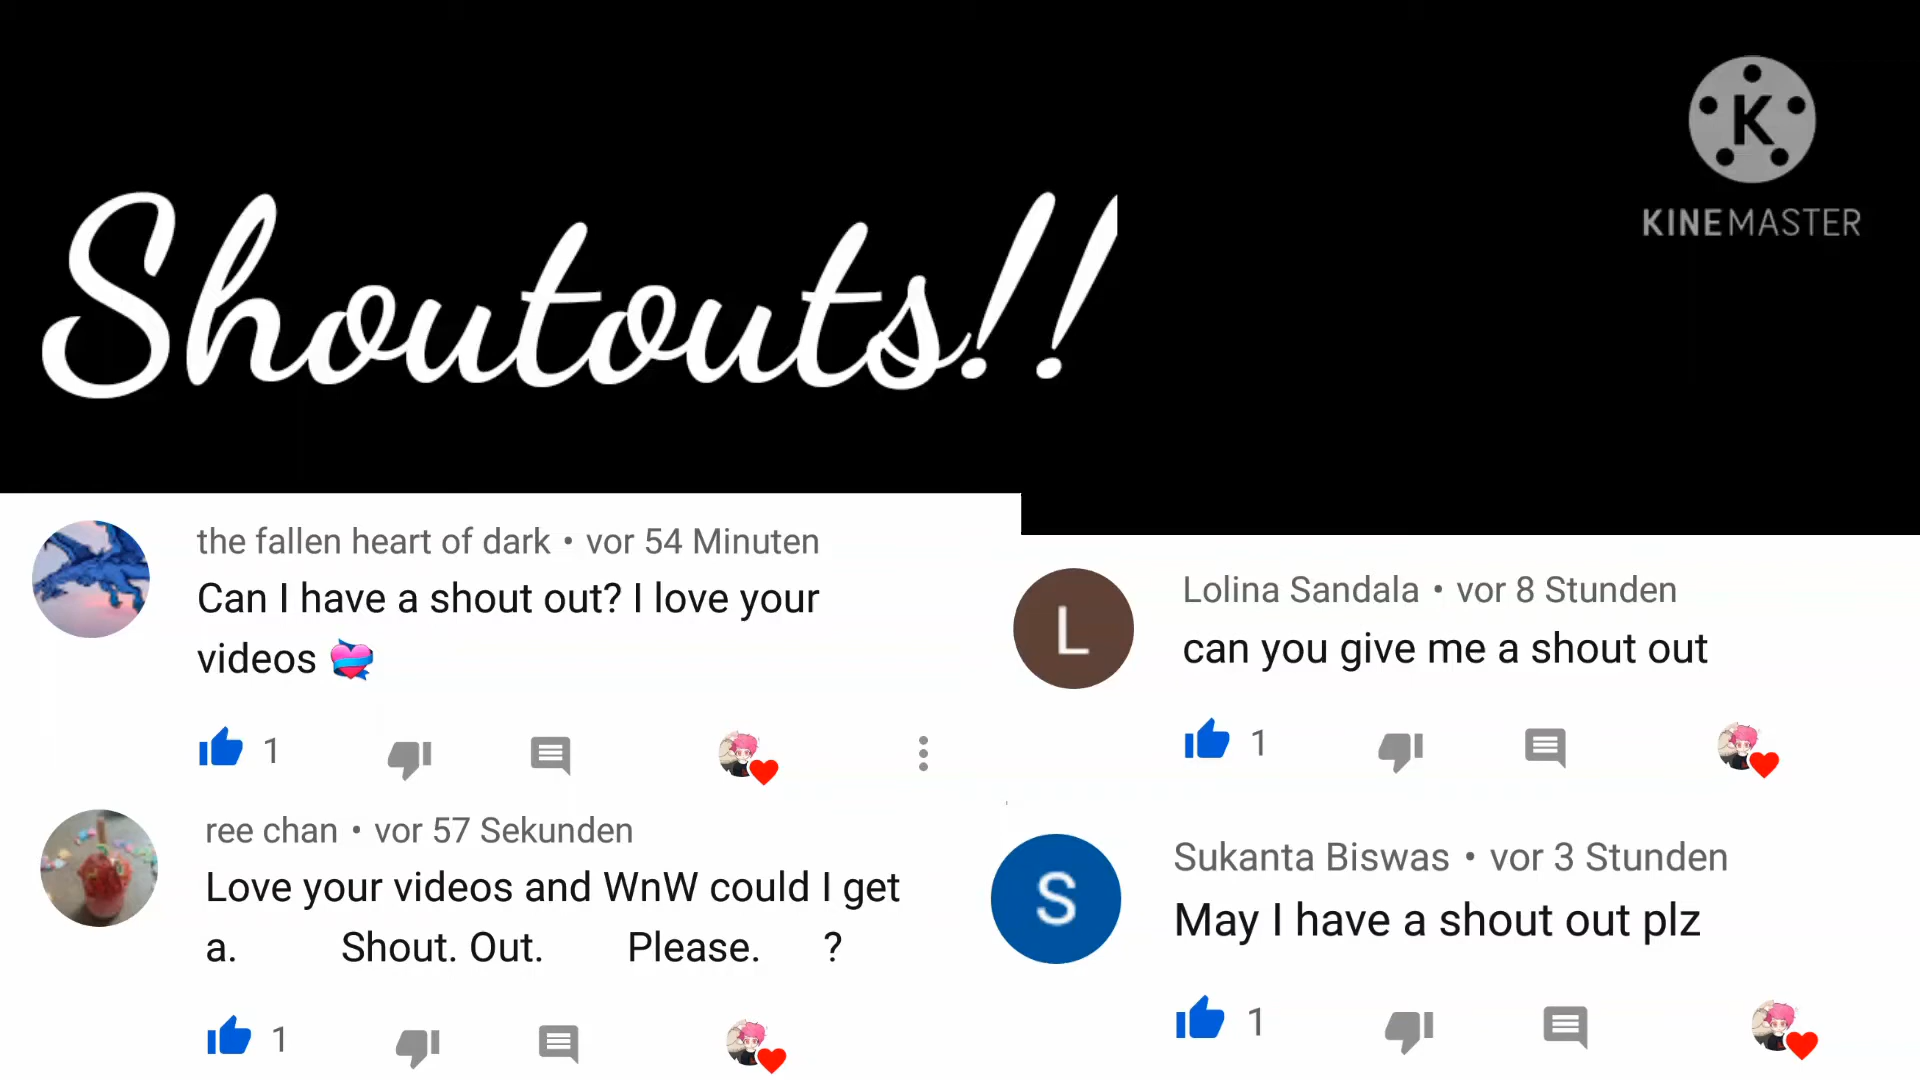 K
KINEMASTER
Shoutouts!!
the fallen heart of dark • vor 54 Minuten
Can I have a shout out? I love your
videos 💝
1
ree chan • vor 57 Sekunden
Love your videos and WnW could I get
a. Shout. Out. Please. ?
1
L
Lolina Sandala • vor 8 Stunden
can you give me a shout out
1
S
Sukanta Biswas • vor 3 Stunden
May I have a shout out plz
1